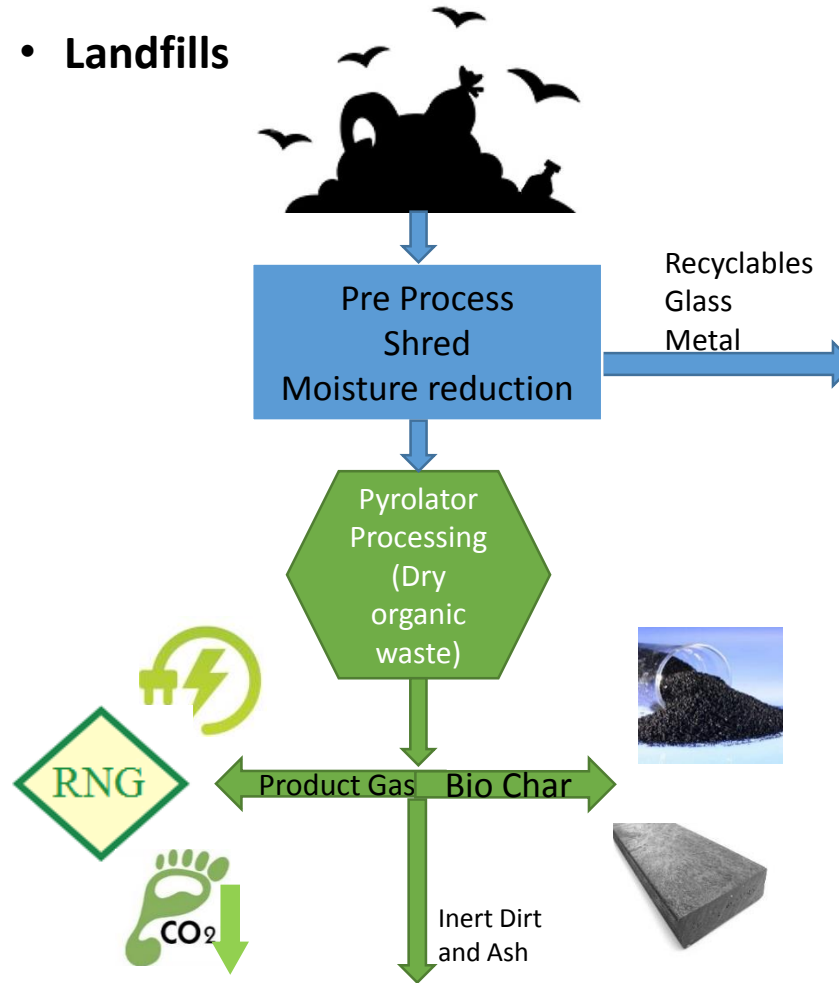 • Landfills
Pre Process
Shred
Moisture reduction
Recyclables
Glass
Metal
Pyrolator
Processing
(Dry
organic
waste)
RNG
Product Gas
Bio Char
CO2
Inert Dirt
and Ash